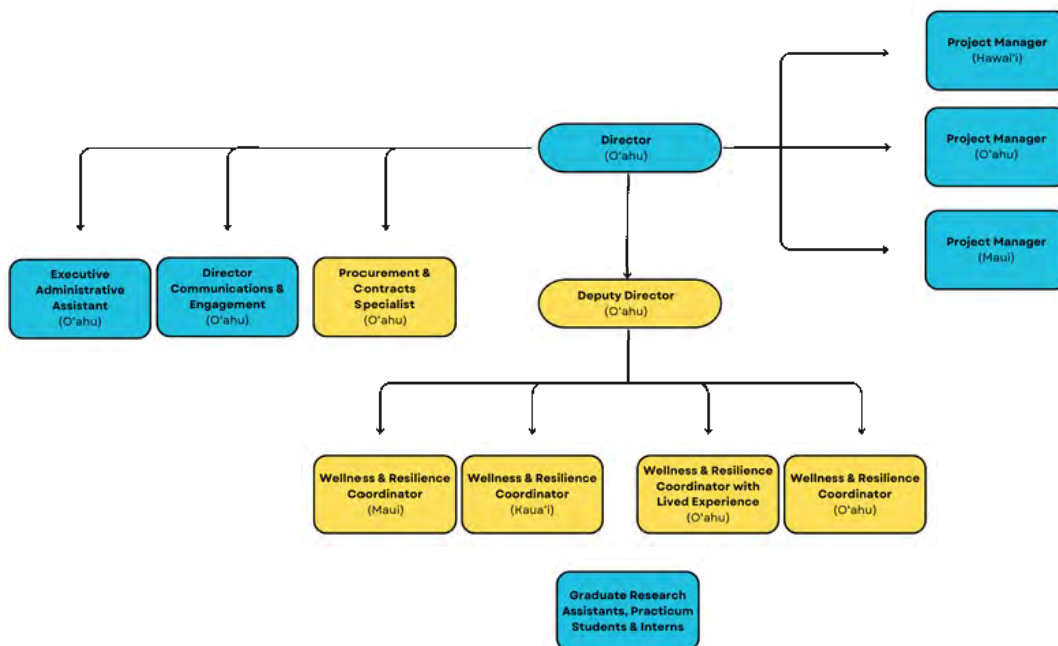 Project Manager
(Hawai'i)
Director
(O'ahu)
Project Manager
(O'ahu)
Project Manager
(Maui)
Executive
Administrative
Assistant
(O'ahu)
Director
Communications &
Engagement
(O'ahu)
Procurement &
Contracts
Specialist
(O'ahu)
Deputy Director
(O'ahu)
Wellness & Resilience
Coordinator
(Maui)
Wellness & Resilience
Coordinator
(Kaua'i)
Wellness & Resilience
Coordinator with
Lived Experience
(O'ahu)
Wellness & Resilience
Coordinator
(O'ahu)
Graduate Research
Assistants, Practicum
Students & Interns